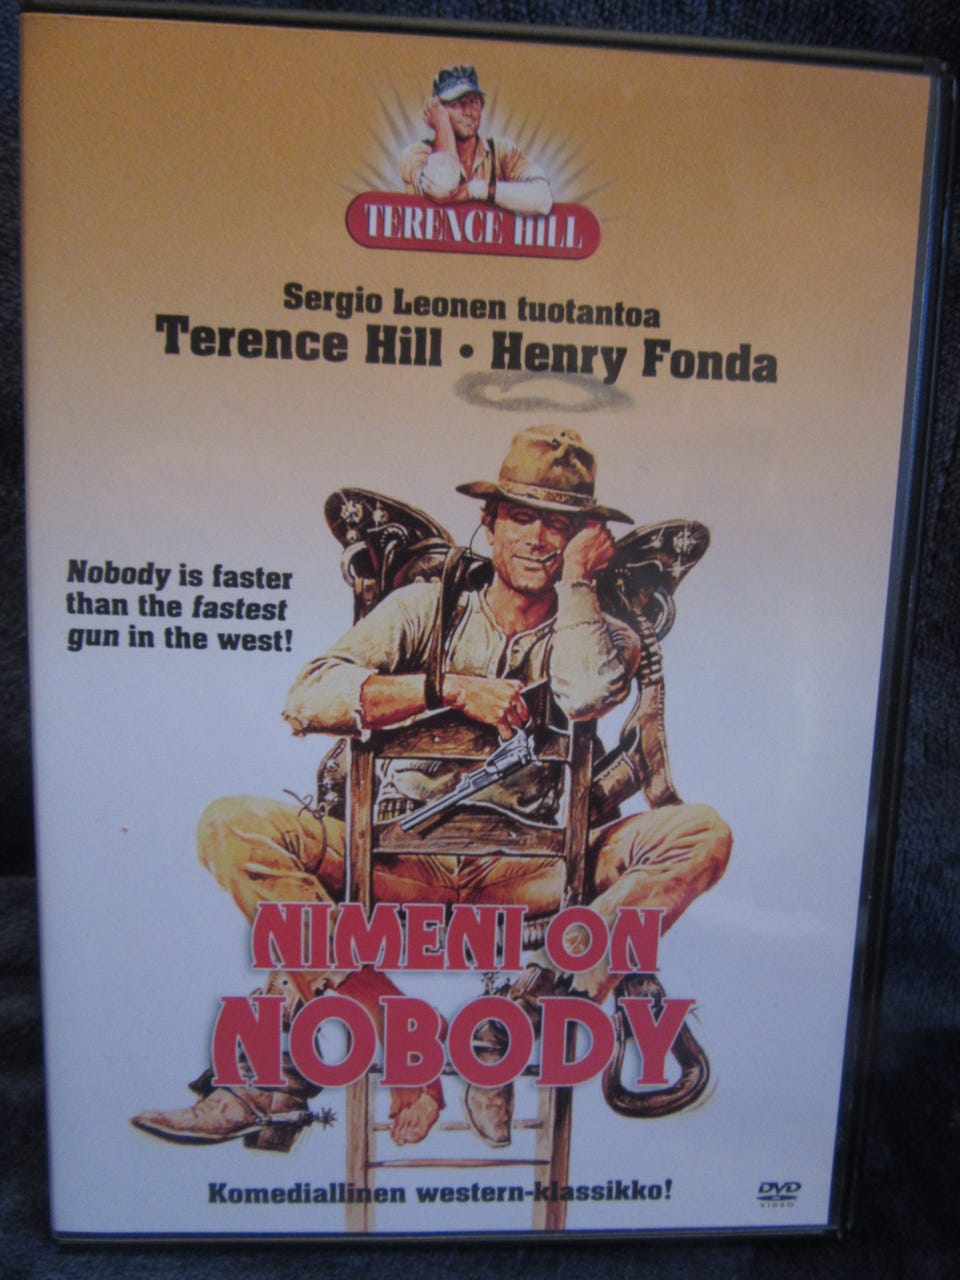 TERENCE HILL
Sergio Leonen tuotantoa
Terence Hill • Henry Fonda
Nobody is faster
than the fastest
gun in the west!
NIMENI ON
NOBODY
Komediallinen western-klassikko!
DVD
VIDEO